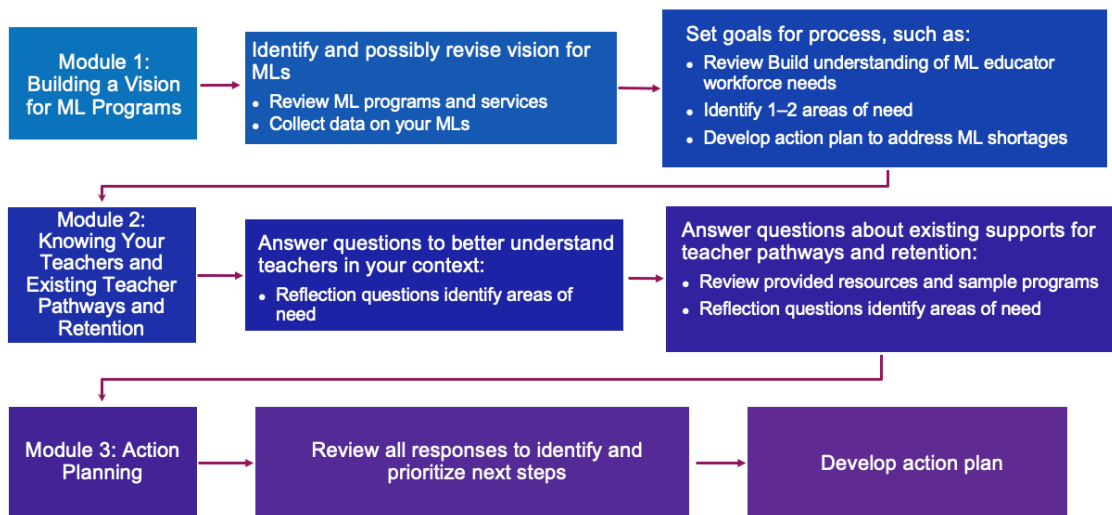 Module 1:
Building a Vision
for ML Programs
Identify and possibly revise vision for
MLs
• Review ML programs and services
• Collect data on your MLs
Set goals for process, such as:
• Review Build understanding of ML educator
workforce needs
• Identify 1–2 areas of need
• Develop action plan to address ML shortages
Module 2:
Knowing Your
Teachers and
Existing Teacher
Pathways and
Retention
Answer questions to better understand
teachers in your context:
• Reflection questions identify areas of
need
Answer questions about existing supports for
teacher pathways and retention:
• Review provided resources and sample programs
• Reflection questions identify areas of need
Module 3: Action
Planning
Review all responses to identify and
prioritize next steps
Develop action plan